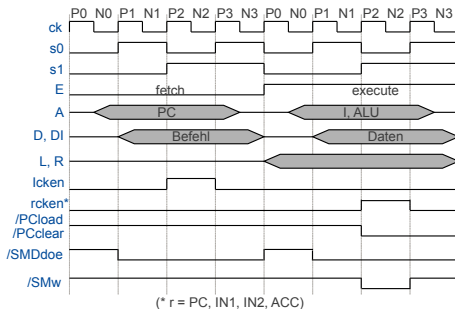 P0 N0 P1 N1 P2 N2 P3 N3 P0 N0 P1 N1 P2 N2 P3 N3
ck
s0
s1
E fetch execute
A PC I, ALU
D, DI Befehl Daten
L, R
Icken
rcken*
/PCload
/PCclear
/SMDdoe
/SMw
(* r = PC, IN1, IN2, ACC)